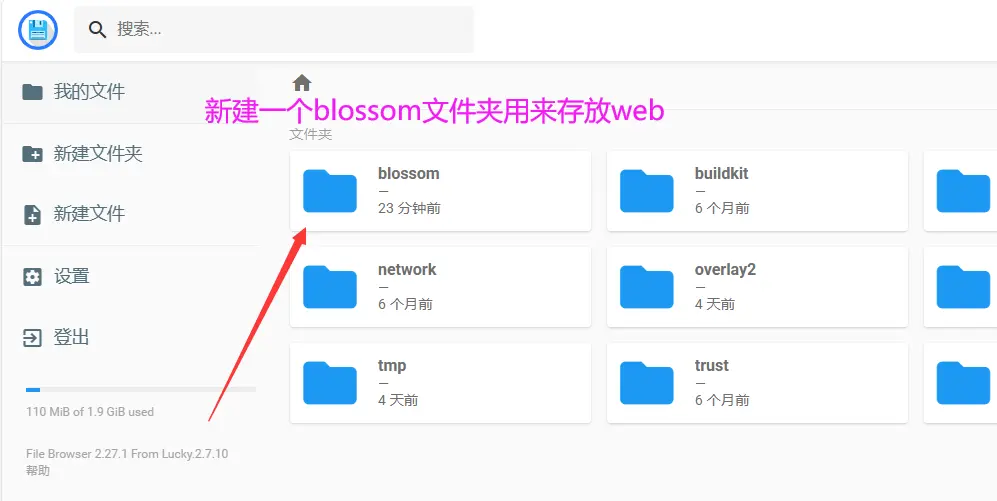 搜索...
我的文件
新建文件夹
新建文件
设置
登出
110 MiB of 1.9 GiB used
File Browser 2.27.1 From Lucky.2.7.10
帮助
新建一个blossom文件夹用来存放web
文件夹
blossom
—
23 分钟前
buildkit
—
6 个月前
network
—
6 个月前
overlay2
—
4 天前
tmp
—
4 天前
trust
—
6 个月前